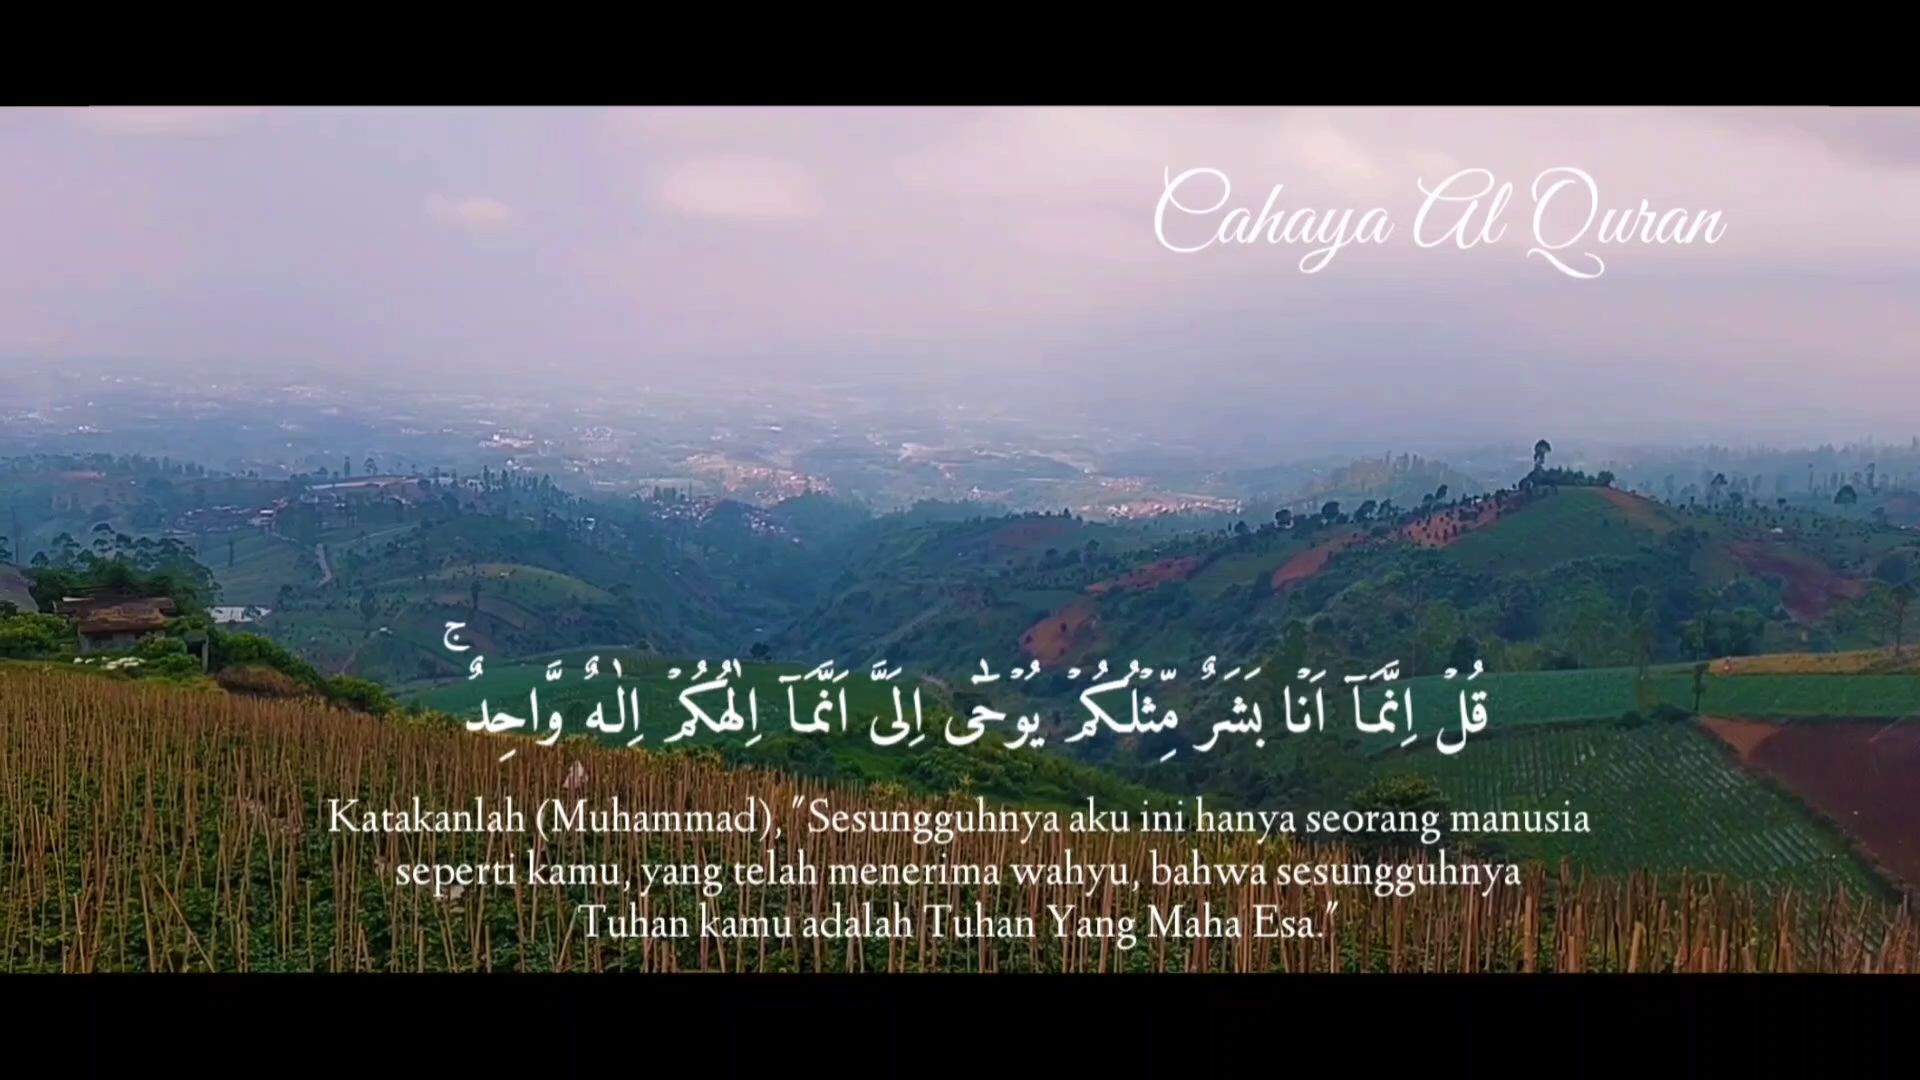 Cahaya Al Quran
قُلْ اِنَّمَآ اَنَا۠ بَشَرٌ مِّثْلُكُمْ يُوْحٰٓى اِلَيَّ اَنَّمَآ اِلٰهُكُمْ اِلٰهٌ وَّاحِدٌۚ
Katakanlah (Muhammad), "Sesungguhnya aku ini hanya seorang manusia
seperti kamu, yang telah menerima wahyu, bahwa sesungguhnya
Tuhan kamu adalah Tuhan Yang Maha Esa."